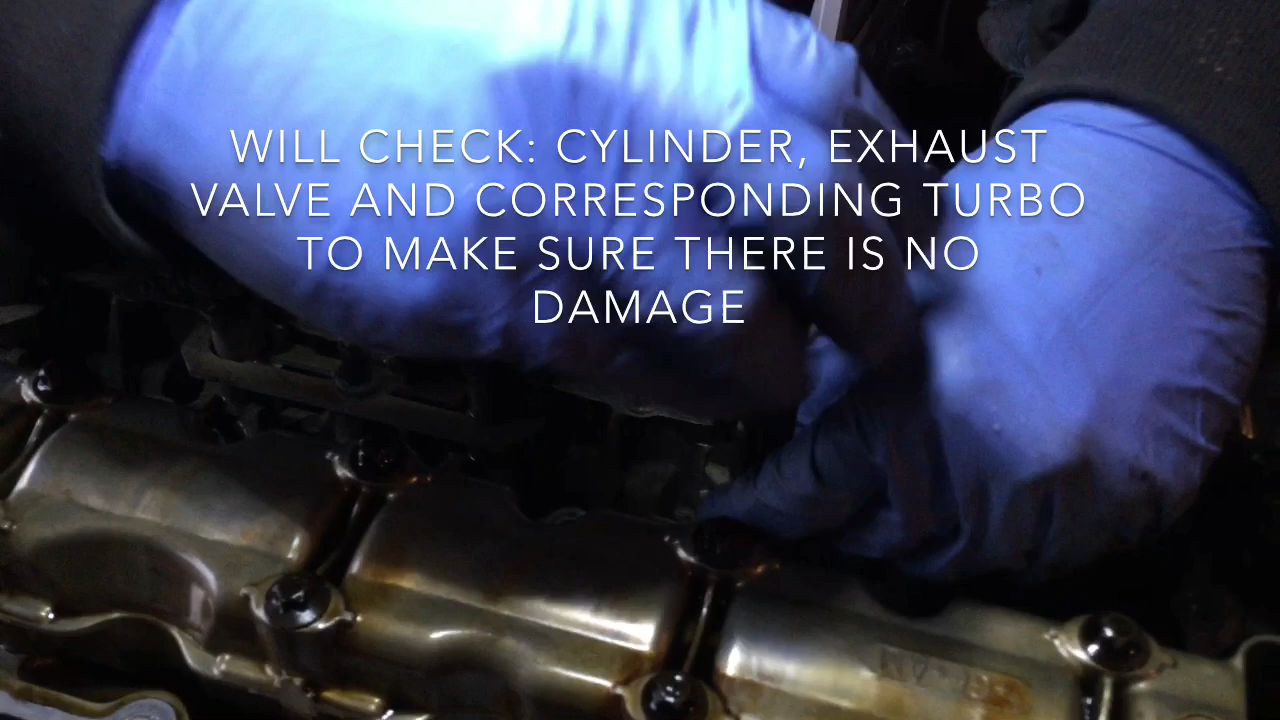 WILL CHECK: CYLINDER, EXHAUST
VALVE AND CORRESPONDING TURBO
TO MAKE SURE THERE IS NO
DAMAGE